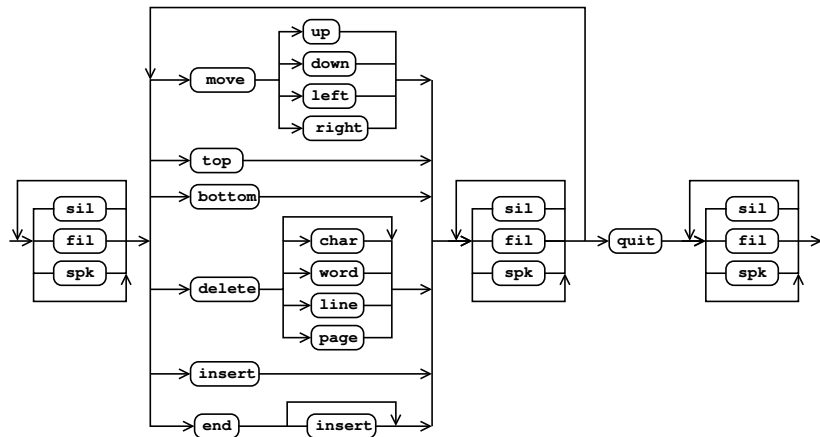 up
move
down
left
right
top
bottom
sil
fil
spk
char
delete
word
line
page
insert
end
insert
sil
fil
spk
quit
sil
fil
spk